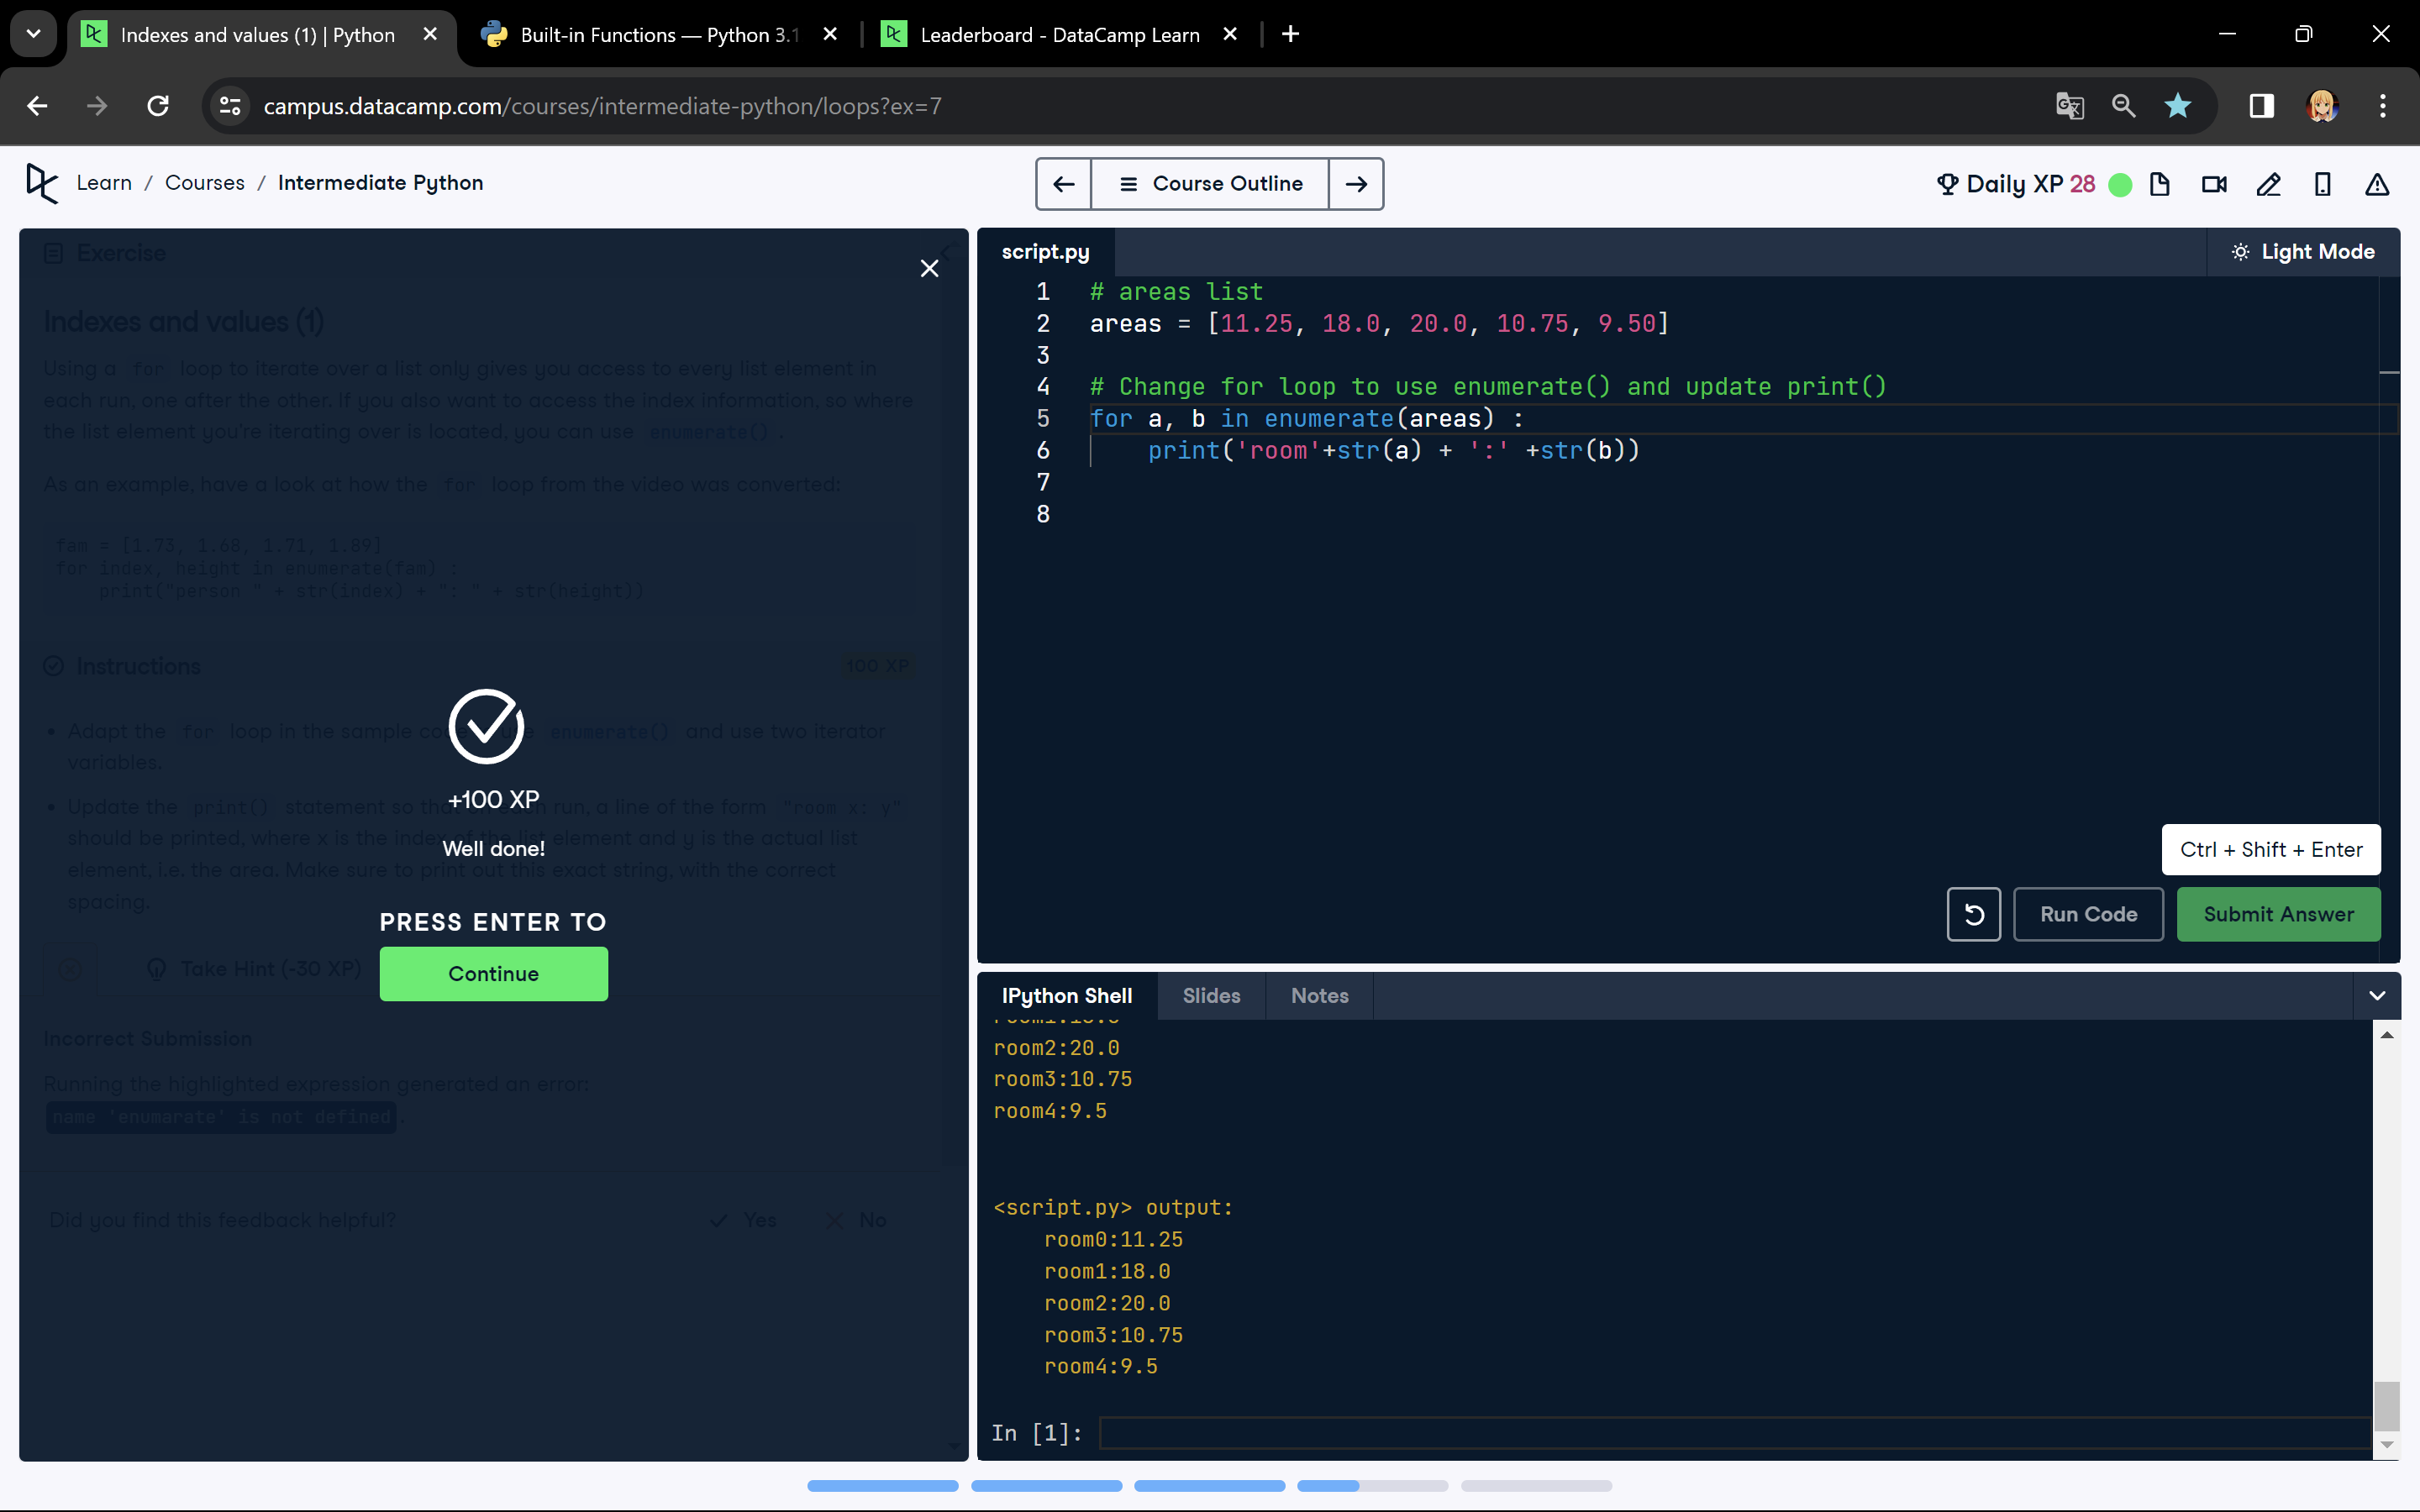 Indexes and values (1) | Python
Built-in Functions — Python 3.1
Leaderboard - DataCamp Learn
campus.datacamp.com/courses/intermediate-python/loops?ex=7
Learn / Courses / Intermediate Python
Course Outline
Daily XP 28
Exercise
Indexes and values (1)
Using a for loop to iterate over a list only gives you access to every list element in
each run, one after the other. If you also want to access the index information, so where
the list element you're iterating over is located, you can use enumerate().
As an example, have a look at how the for loop from the video was converted:
fam = [1.73, 1.68, 1.71, 1.89]
for index, height in enumerate(fam) :
    print("person " + str(index) + ": " + str(height))
Instructions
100 XP
Adapt the for loop in the sample enumerate() and use two iterator
variables.
Update the print() statement so run, a line of the form "room x: y"
should be printed, where x is the index of the list element and y is the actual list
element, i.e. the area. Make sure to print out this exact string, with the correct
spacing.
+100 XP
Well done!
PRESS ENTER TO
Continue
Take Hint (-30 XP)
Incorrect Submission
Running the highlighted expression generated an error:
name 'enumarate' is not defined.
Did you find this feedback helpful?
Yes
No
script.py
Light Mode
1 # areas list
2 areas = [11.25, 18.0, 20.0, 10.75, 9.50]
3
4 # Change for loop to use enumerate() and update print()
5 for a, b in enumerate(areas) :
6     print('room'+str(a) + ':' +str(b))
7
8
Ctrl + Shift + Enter
Run Code
Submit Answer
IPython Shell
Slides
Notes
room2:20.0
room3:10.75
room4:9.5
<script.py> output:
    room0:11.25
    room1:18.0
    room2:20.0
    room3:10.75
    room4:9.5
In [1]: